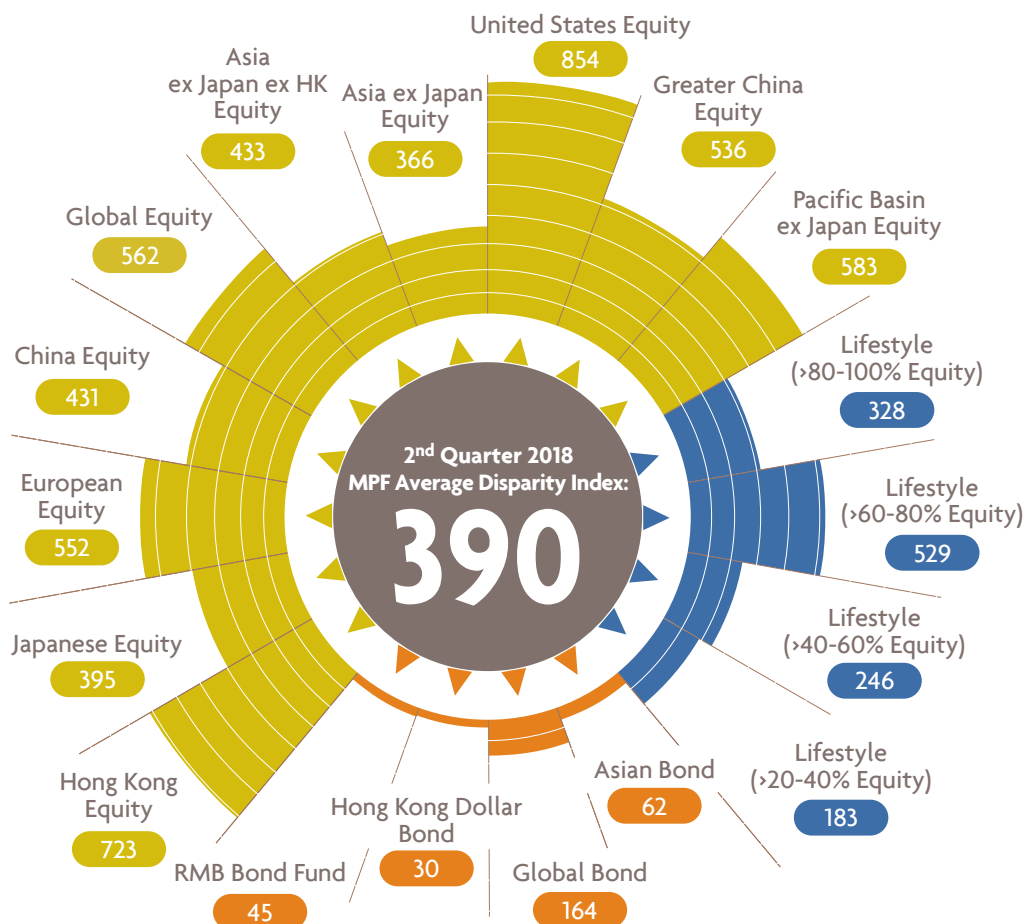 United States Equity
854
Greater China
Equity
536
Pacific Basin
ex Japan Equity
583
Lifestyle
(>80-100% Equity)
328
Lifestyle
(>60-80% Equity)
529
Lifestyle
(>40-60% Equity)
246
Lifestyle
(>20-40% Equity)
183
Asian Bond
62
Global Bond
164
Hong Kong Dollar
Bond
30
RMB Bond Fund
45
Hong Kong
Equity
723
Japanese Equity
395
European
Equity
552
China Equity
431
Global Equity
562
Asia
ex Japan ex HK
Equity
433
Asia ex Japan
Equity
366
2nd Quarter 2018
MPF Average Disparity Index:
390